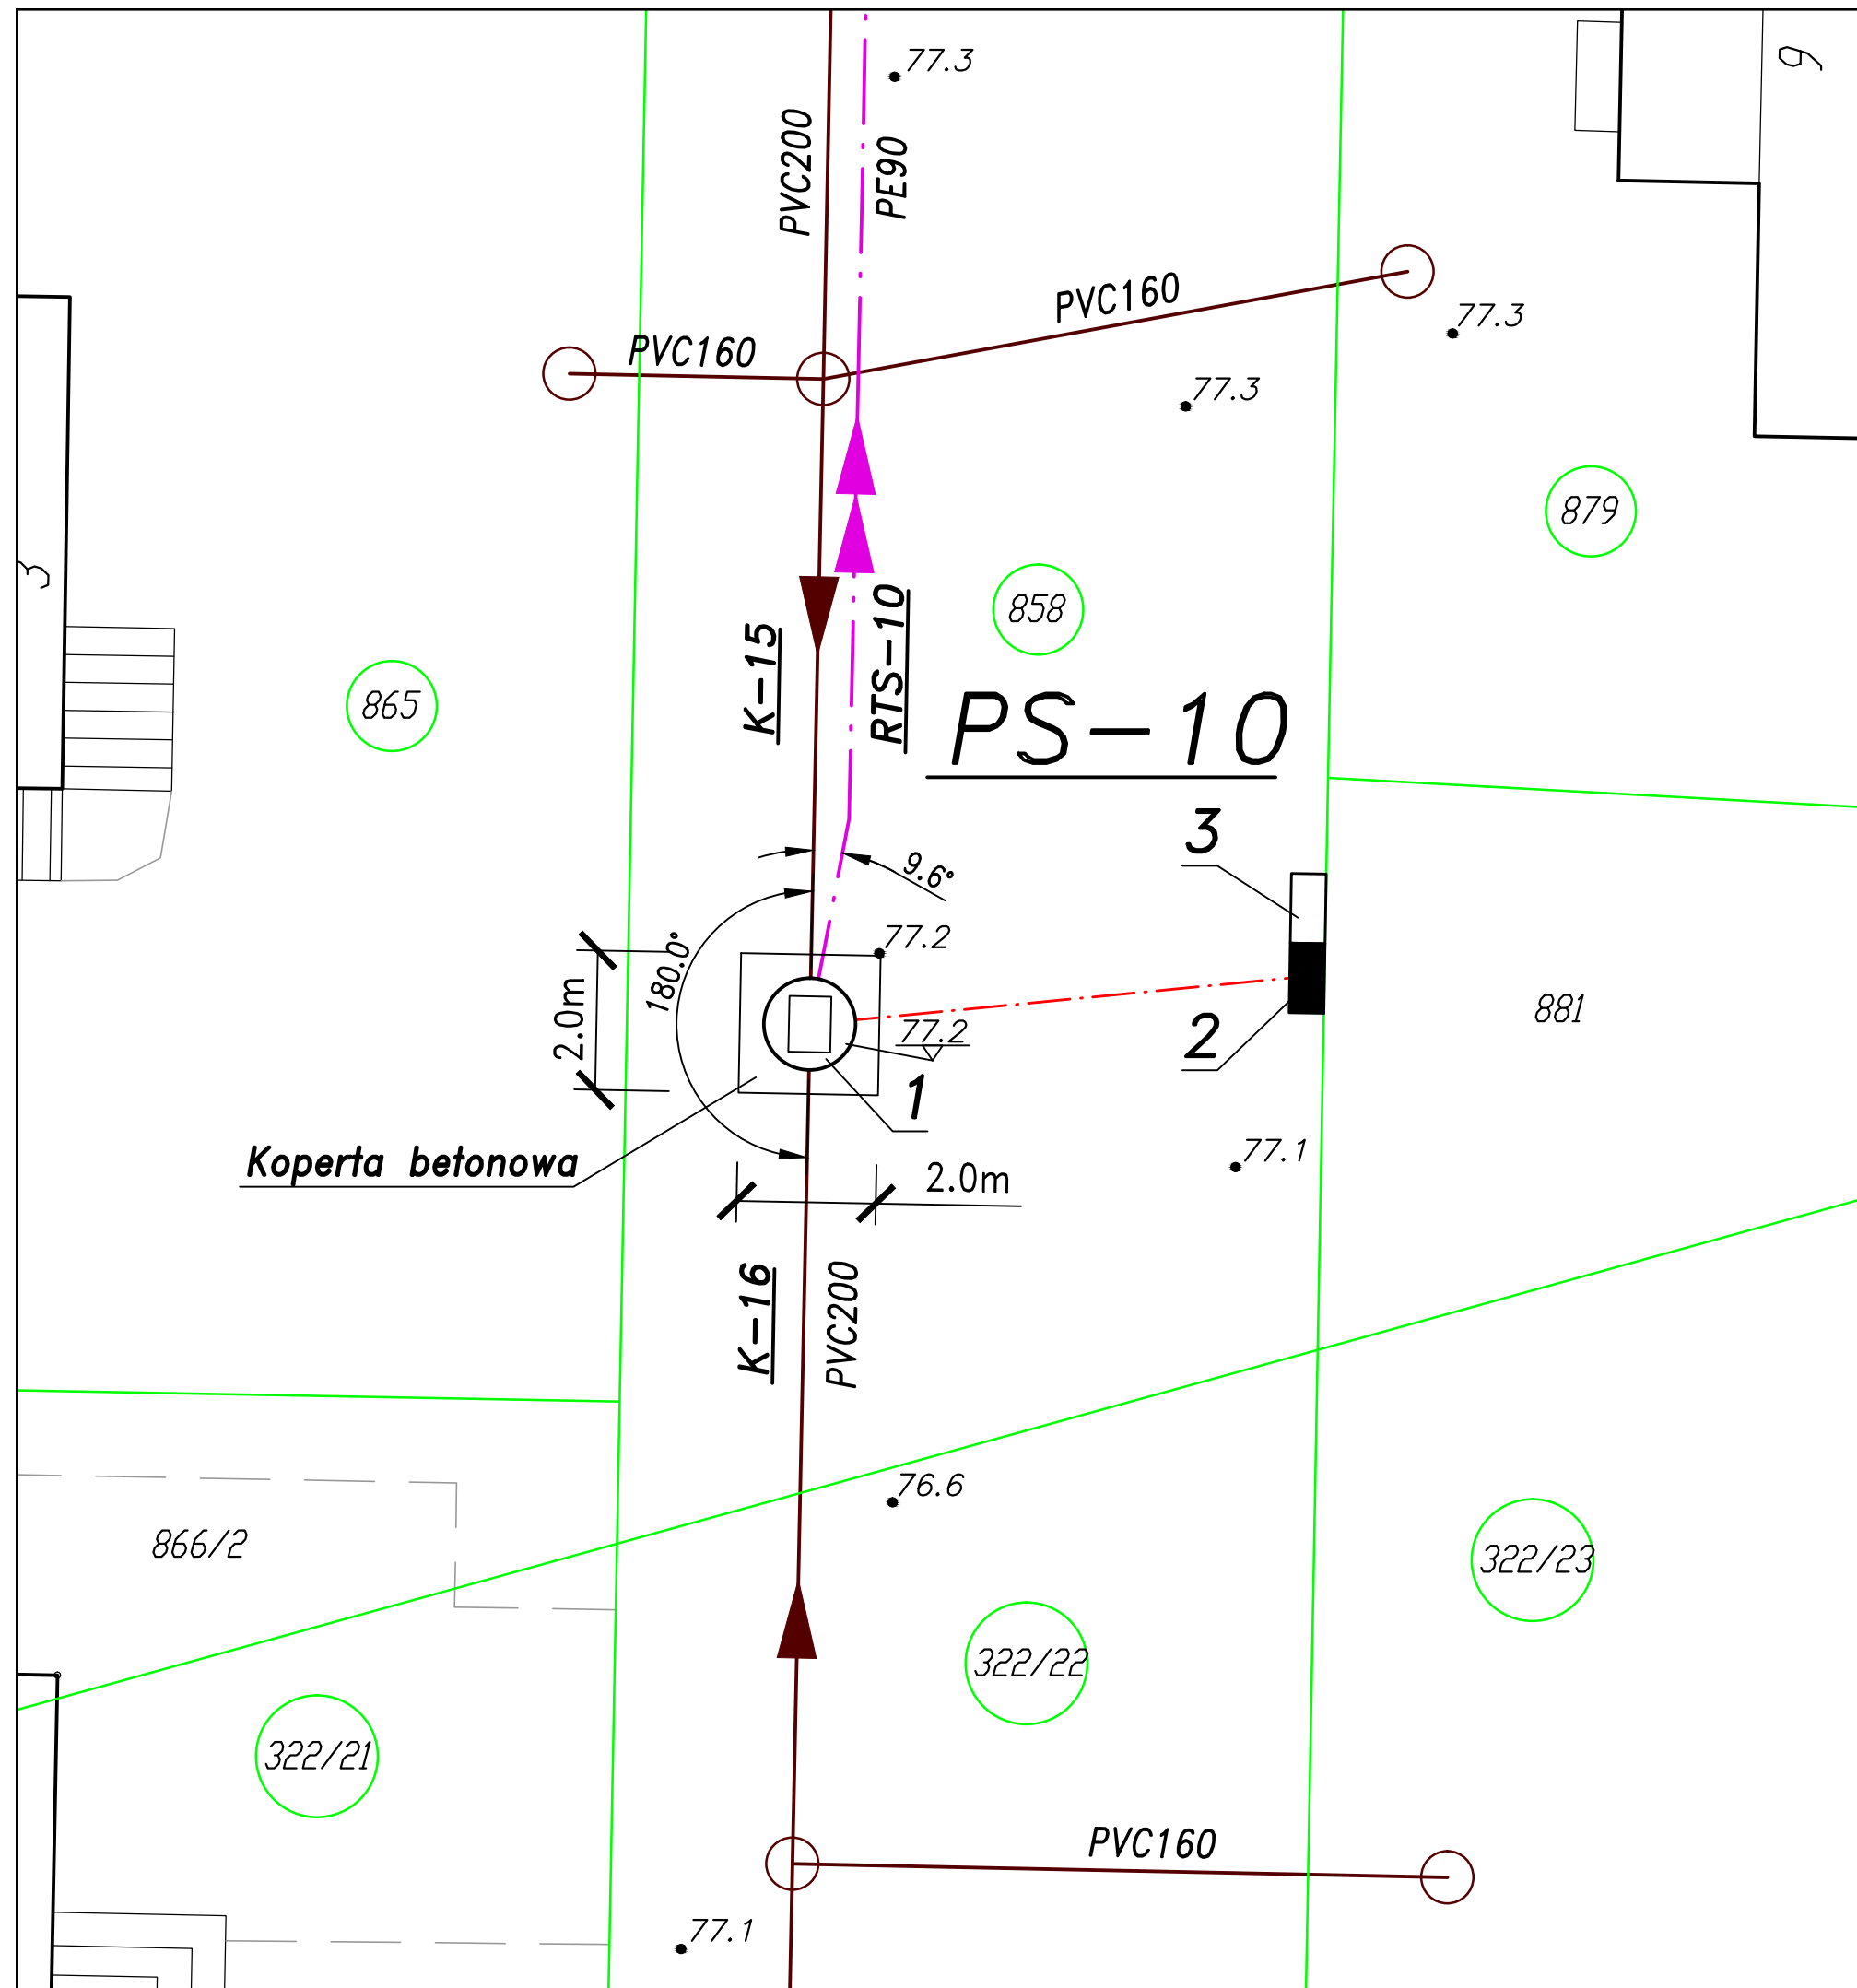 77.3
9
PVC200
PE90
PVC160
77.3
PVC160
77.3
879
3
858
K-15
RTS-10
865
PS-10
3
9.6°
77.2
180.0°
2.0m
77.2
881
2
1
77.1
Koperta betonowa
2.0m
K-16
PVC200
76.6
866/2
322/23
322/22
322/21
PVC160
77.1